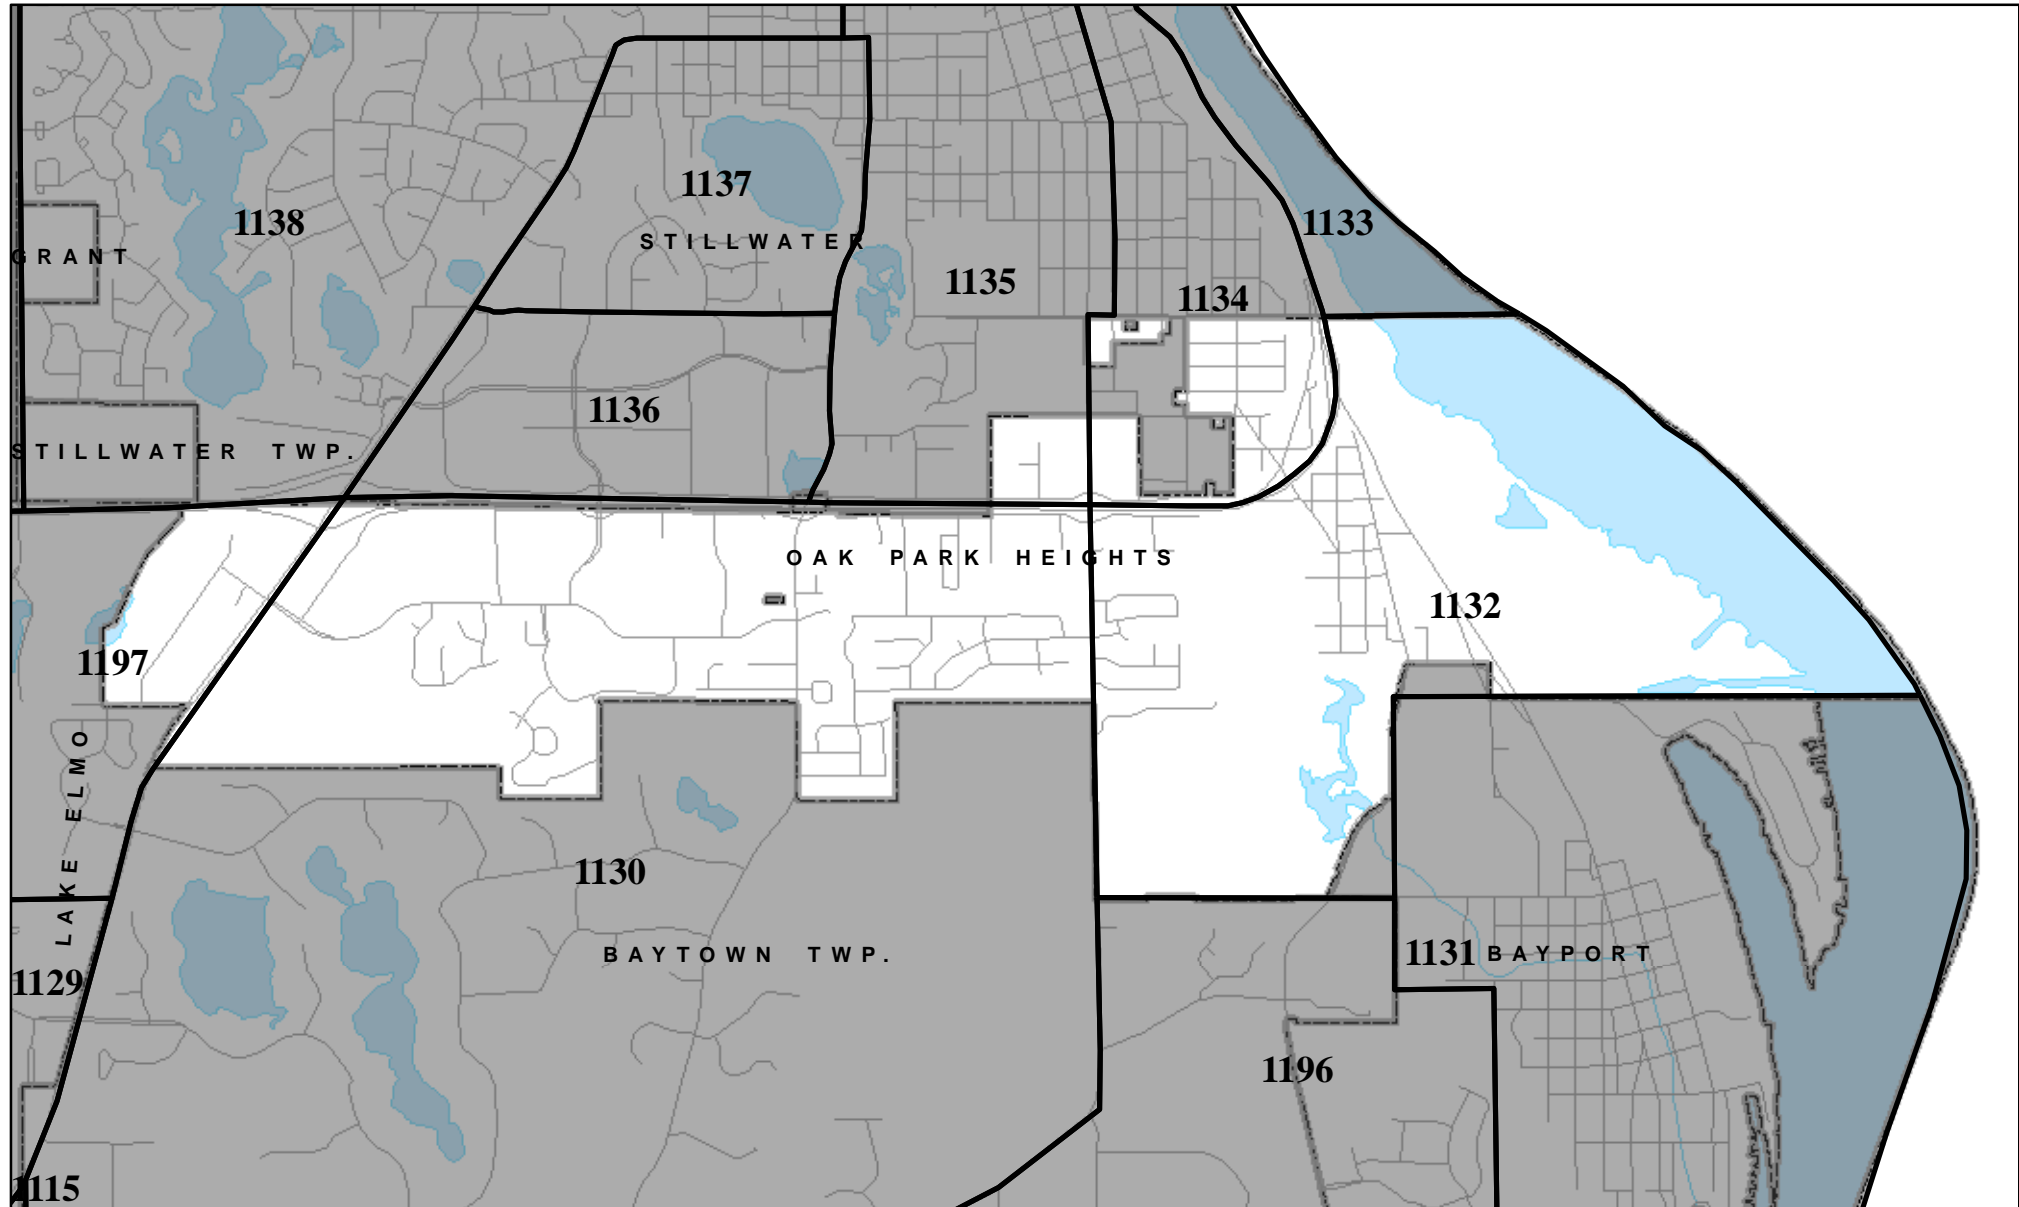 1137
1138
1133
STILLWATER
GRANT
1135
1134
1136
STILLWATER TWP.
OAK PARK HEIGHTS
1132
1197
LAKE ELMO
1130
1131
BAYPORT
BAYTOWN TWP.
1129
1196
1115